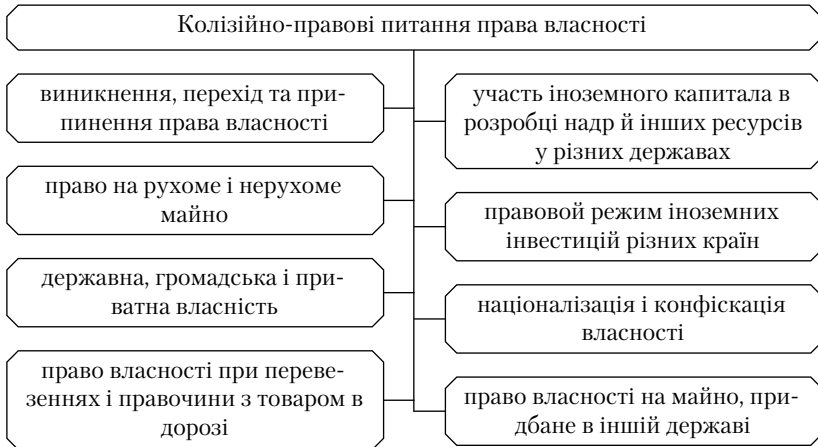 Колізійно-правові питання права власності
виникнення, перехід та при-
пинення права власності
право на рухоме і нерухоме
майно
державна, громадська і при-
ватна власність
право власності при переве-
зеннях і правочини з товаром в
дорозі
участь іноземного капитала в
розробці надр й інших ресурсів
у різних державах
правовой режим іноземних
інвестицій різних країн
націоналізація і конфіскація
власності
право власності на майно, при-
дбане в іншій державі